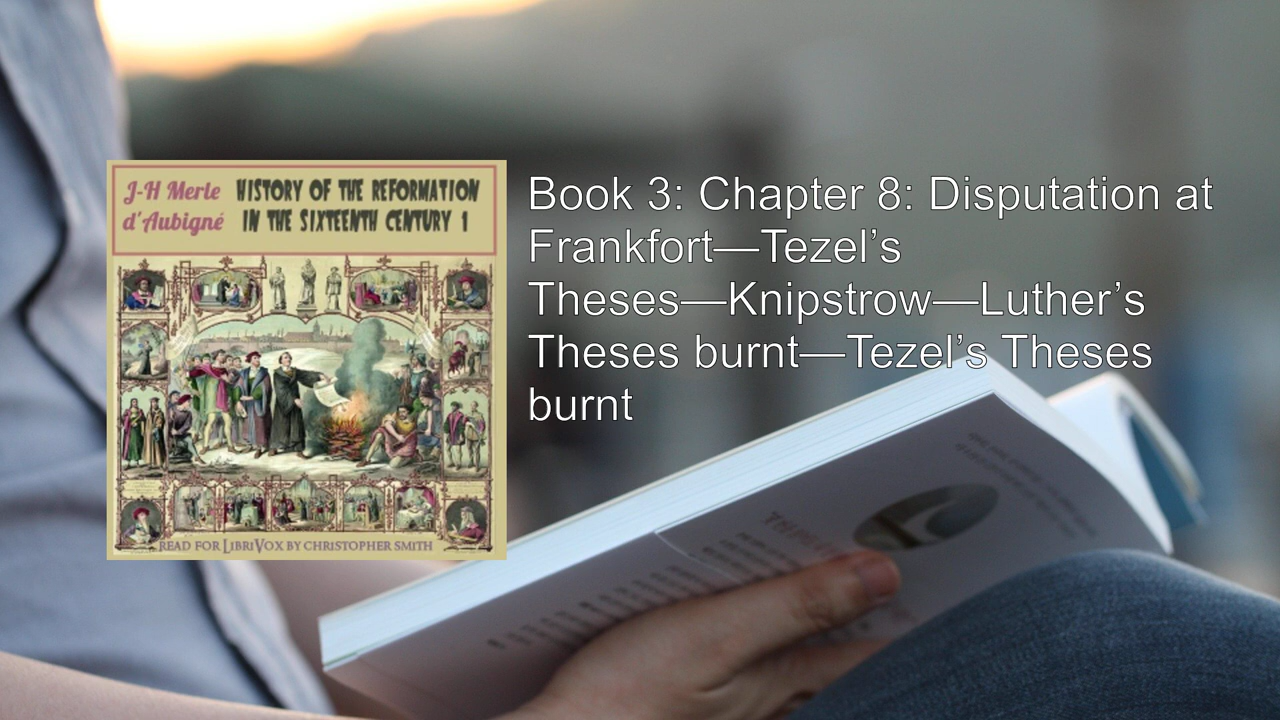 J-H Merle
d'Aubigné
HISTORY OF THE REFORMATION
IN THE SIXTEENTH CENTURY 1
READ FOR LIBRIVOX BY CHRISTOPHER SMITH
Book 3: Chapter 8: Disputation at
Frankfort—Tezel’s
Theses—Knipstrow—Luther’s
Theses burnt—Tezel’s Theses
burnt